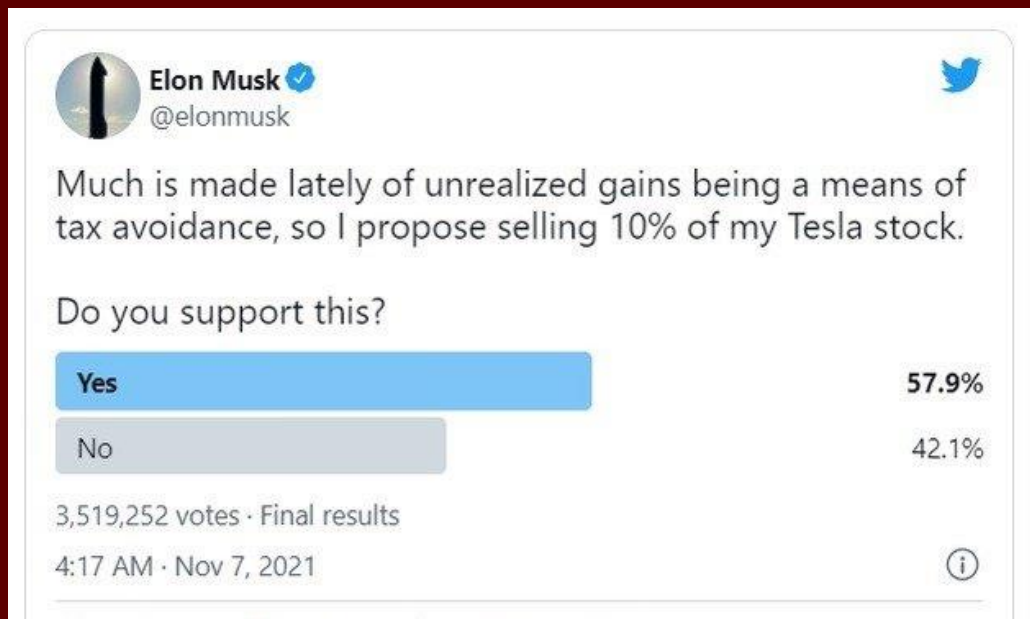 Elon Musk
@elonmusk
Much is made lately of unrealized gains being a means of
tax avoidance, so I propose selling 10% of my Tesla stock.
Do you support this?
Yes 57.9%
No 42.1%
3,519,252 votes · Final results
4:17 AM · Nov 7, 2021